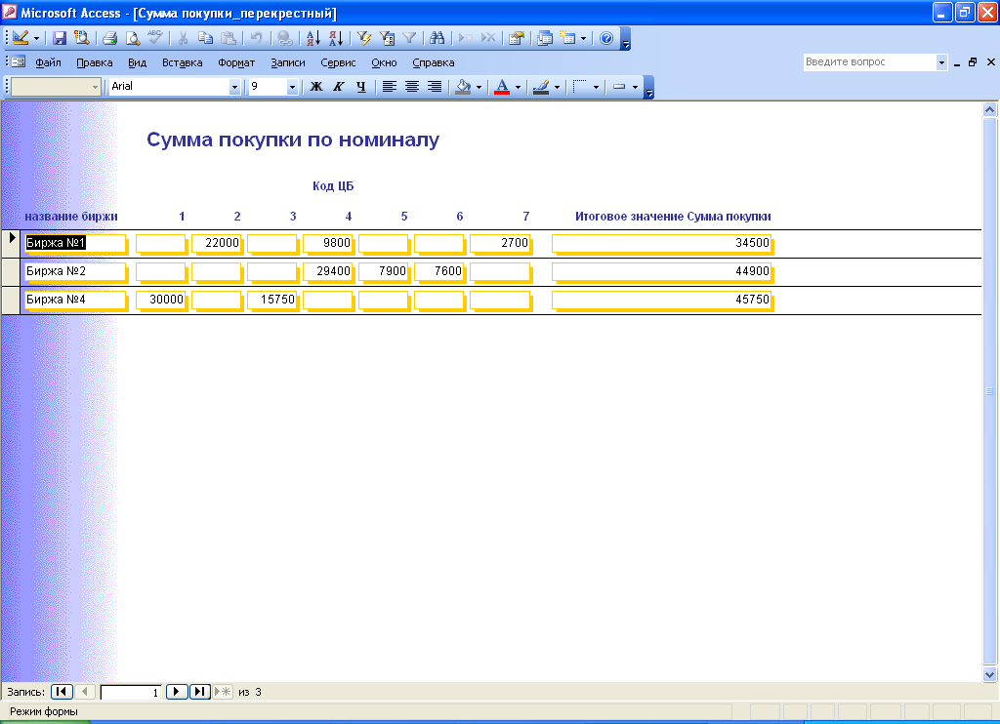 Microsoft Access - [Сумма покупки_перекрестный]
Файл Правка Вид Вставка Формат Записи Сервис Окно Справка Введите вопрос
Arial 9 Ж К Ч
Сумма покупки по номиналу
Код ЦБ
название биржи 1 2 3 4 5 6 7 Итоговое значение Сумма покупки
Биржа №1 22000 9800 2700 34500
Биржа №2 29400 7900 7600 44900
Биржа №4 30000 15750 45750
Запись: 1 из 3
Режим формы